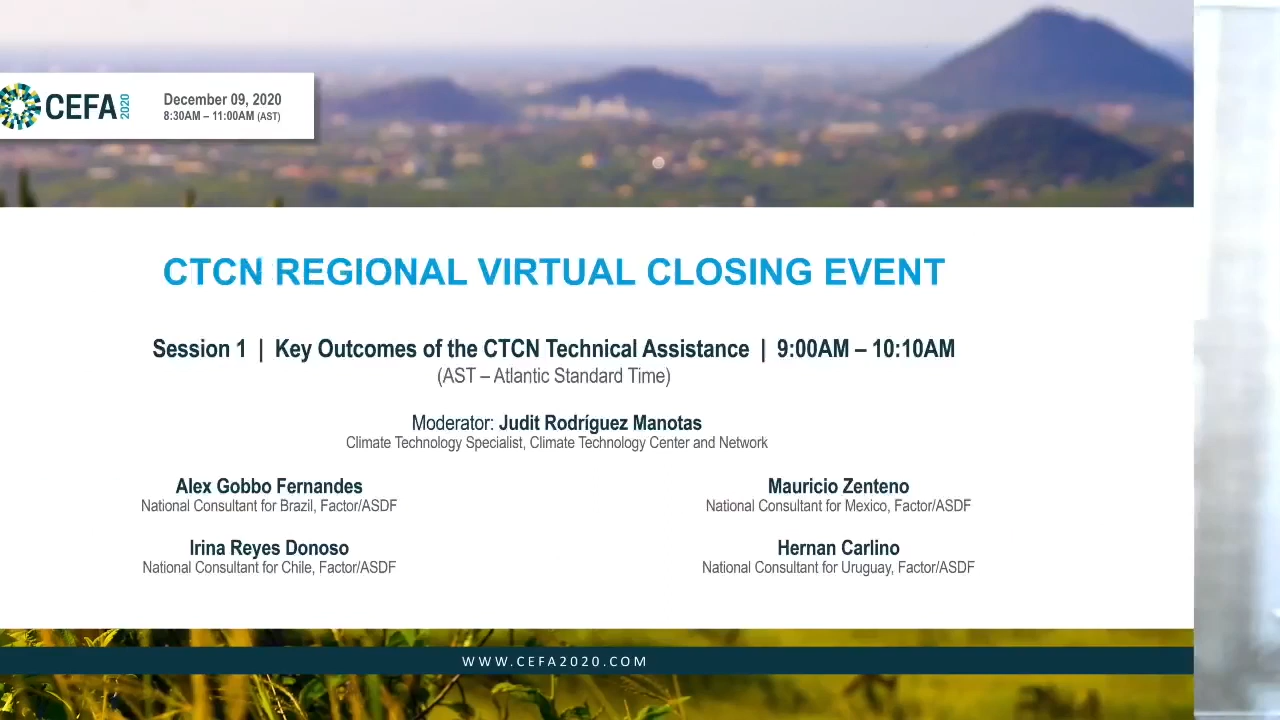 CEFA 2020
December 09, 2020
8:30AM – 11:00AM (AST)
CTCN REGIONAL VIRTUAL CLOSING EVENT
Session 1 | Key Outcomes of the CTCN Technical Assistance | 9:00AM – 10:10AM
(AST – Atlantic Standard Time)
Moderator: Judit Rodríguez Manotas
Climate Technology Specialist, Climate Technology Center and Network
Alex Gobbo Fernandes
National Consultant for Brazil, Factor/ASDF
Mauricio Zenteno
National Consultant for Mexico, Factor/ASDF
Irina Reyes Donoso
National Consultant for Chile, Factor/ASDF
Hernan Carlino
National Consultant for Uruguay, Factor/ASDF
WWW.CEFA2020.COM